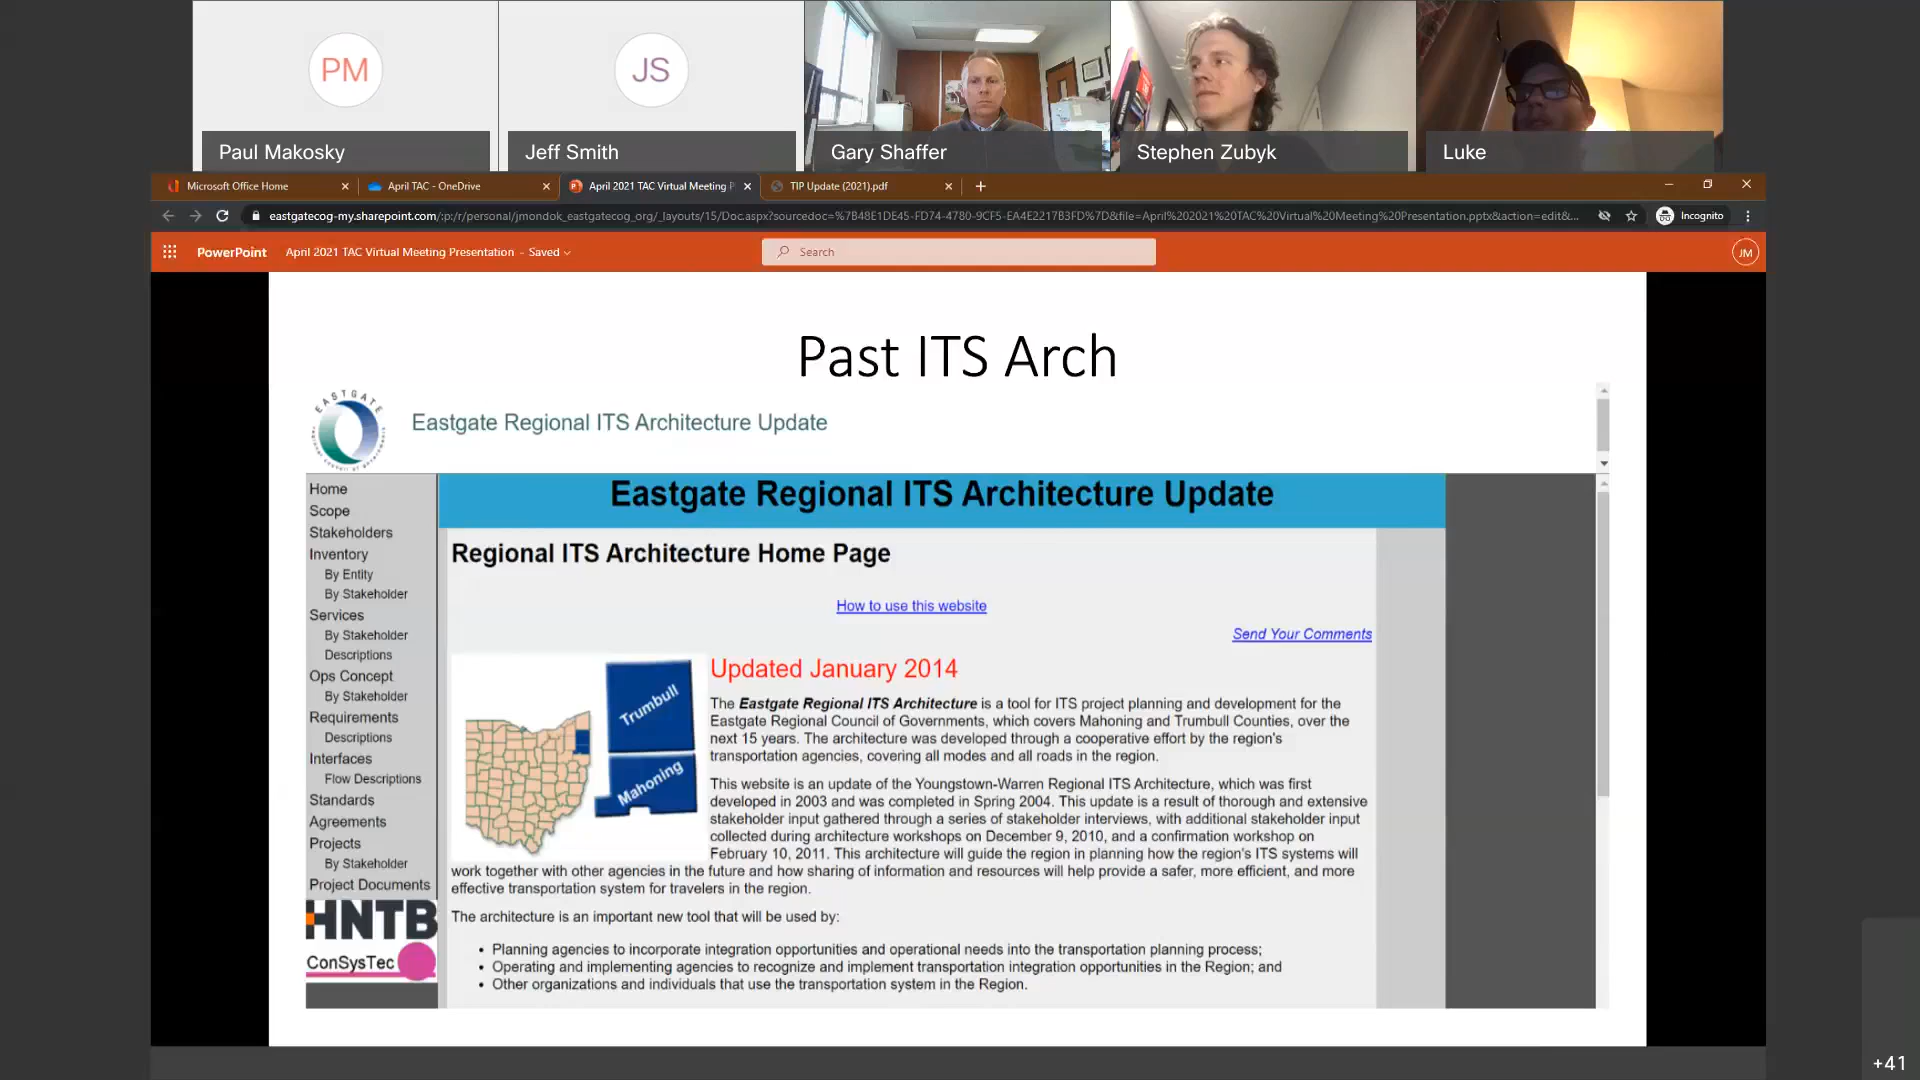 PM
JS
Paul Makosky
Jeff Smith
Gary Shaffer
Stephen Zubyk
Luke
Microsoft Office Home
April TAC - OneDrive
April 2021 TAC Virtual Meeting P
TIP Update (2021).pdf
eastgatecog-my.sharepoint.com/:p:/r/personal/jmondok_eastgatecog_org/_layouts/15/Doc.aspx?sourcedoc=%7B48E1DE45-FD74-4780-9CF5-EA4E2217B3FD%7D&file=April%202021%20TAC%20Virtual%20Meeting%20Presentation.pptx&action=edit&...
Incognito
PowerPoint
April 2021 TAC Virtual Meeting Presentation - Saved
Search
JM
Past ITS Arch
EASTGATE
Eastgate Regional ITS Architecture Update
Home
Scope
Stakeholders
Inventory
By Entity
By Stakeholder
Services
By Stakeholder
Descriptions
Ops Concept
By Stakeholder
Requirements
Descriptions
Interfaces
Flow Descriptions
Standards
Agreements
Projects
By Stakeholder
Project Documents
HNTB
ConSysTec
Eastgate Regional ITS Architecture Update
Regional ITS Architecture Home Page
How to use this website
Send Your Comments
Trumbull
Mahoning
Updated January 2014
The Eastgate Regional ITS Architecture is a tool for ITS project planning and development for the
Eastgate Regional Council of Governments, which covers Mahoning and Trumbull Counties, over the
next 15 years. The architecture was developed through a cooperative effort by the region's
transportation agencies, covering all modes and all roads in the region.
This website is an update of the Youngstown-Warren Regional ITS Architecture, which was first
developed in 2003 and was completed in Spring 2004. This update is a result of thorough and extensive
stakeholder input gathered through a series of stakeholder interviews, with additional stakeholder input
collected during architecture workshops on December 9, 2010, and a confirmation workshop on
February 10, 2011. This architecture will guide the region in planning how the region's ITS systems will
work together with other agencies in the future and how sharing of information and resources will help provide a safer, more efficient, and more
effective transportation system for travelers in the region.
The architecture is an important new tool that will be used by:
• Planning agencies to incorporate integration opportunities and operational needs into the transportation planning process;
• Operating and implementing agencies to recognize and implement transportation integration opportunities in the Region; and
• Other organizations and individuals that use the transportation system in the Region.
+41